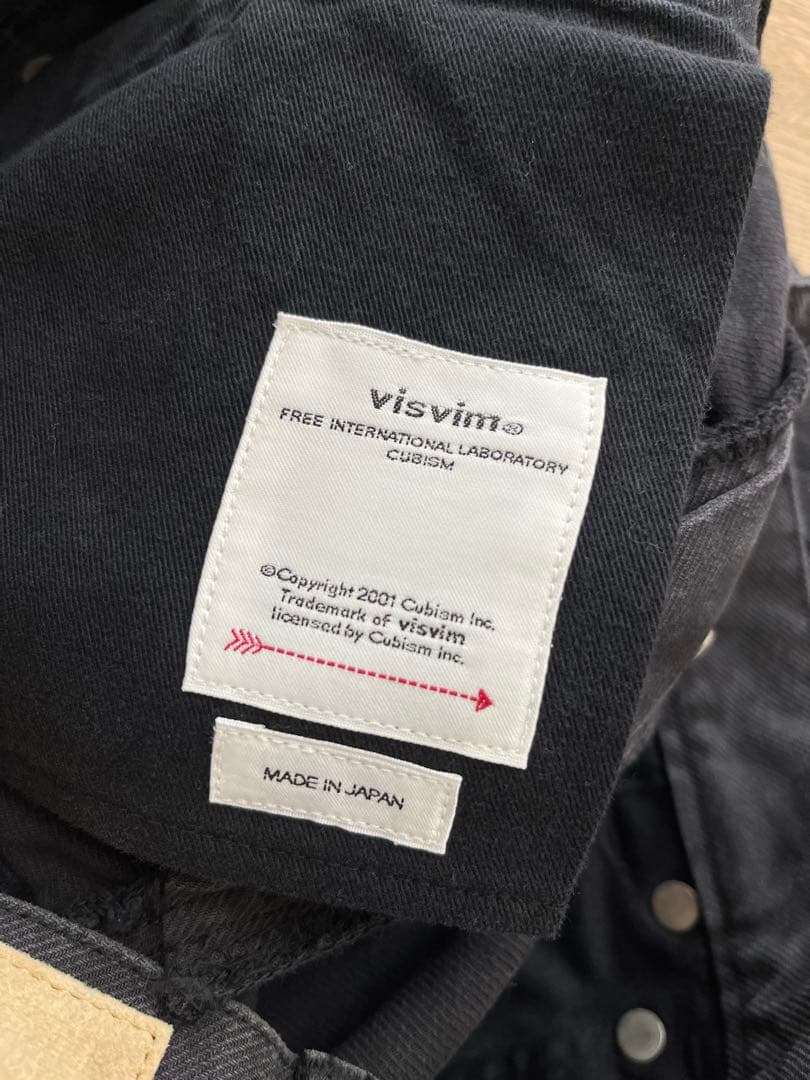 visvim®
FREE INTERNATIONAL LABORATORY
CUBISM
©Copyright 2001 Cubism Inc.
Trademark of visvim
licensed by Cubism inc.
MADE IN JAPAN